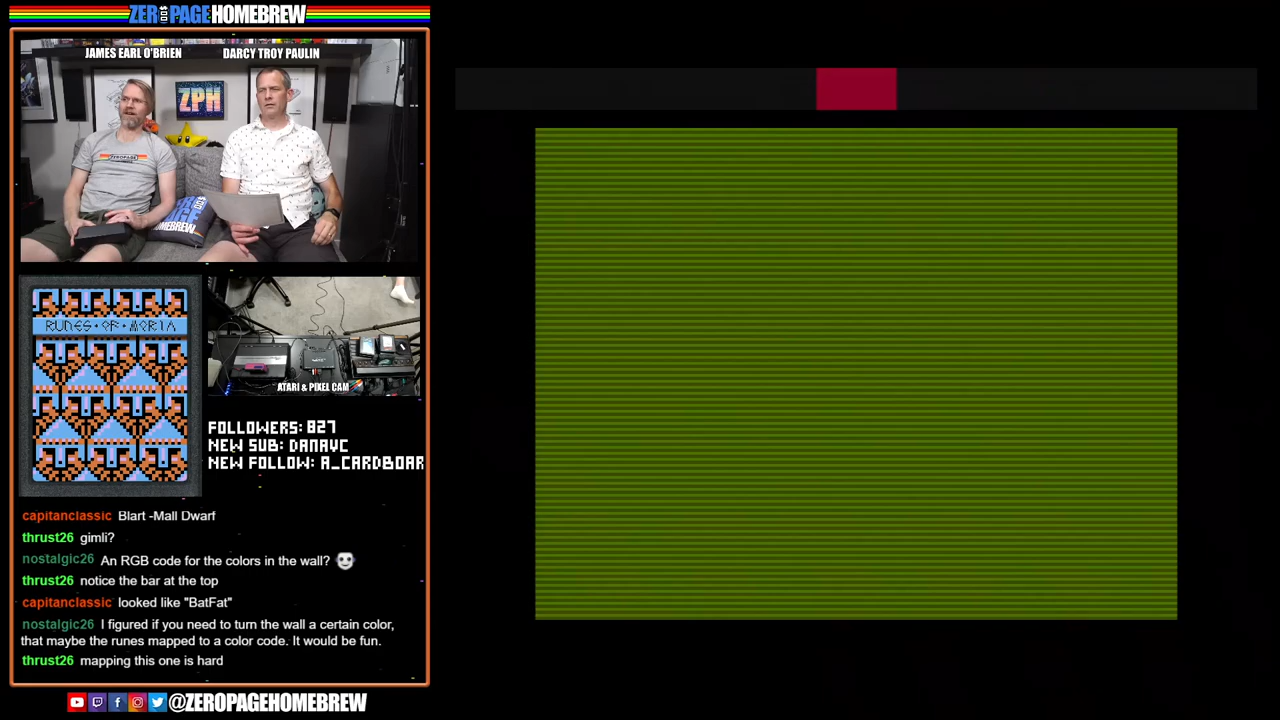 ZEROPAGEHOMEBREW
JAMES EARL O'BRIEN
DARCY TROY PAULIN
ZPH
ZEROPAGE
HOMEBREW
RUNES·OF·MORIA
ATARI & PIXEL CAM
FOLLOWERS: 827
NEW SUB: DANAYC
NEW FOLLOW: A_CARDBOAR
capitanclassic Blart -Mall Dwarf
thrust26 gimli?
nostalgic26 An RGB code for the colors in the wall?
thrust26 notice the bar at the top
capitanclassic looked like "BatFat"
nostalgic26 I figured if you need to turn the wall a certain color,
that maybe the runes mapped to a color code. It would be fun.
thrust26 mapping this one is hard
@ZEROPAGEHOMEBREW